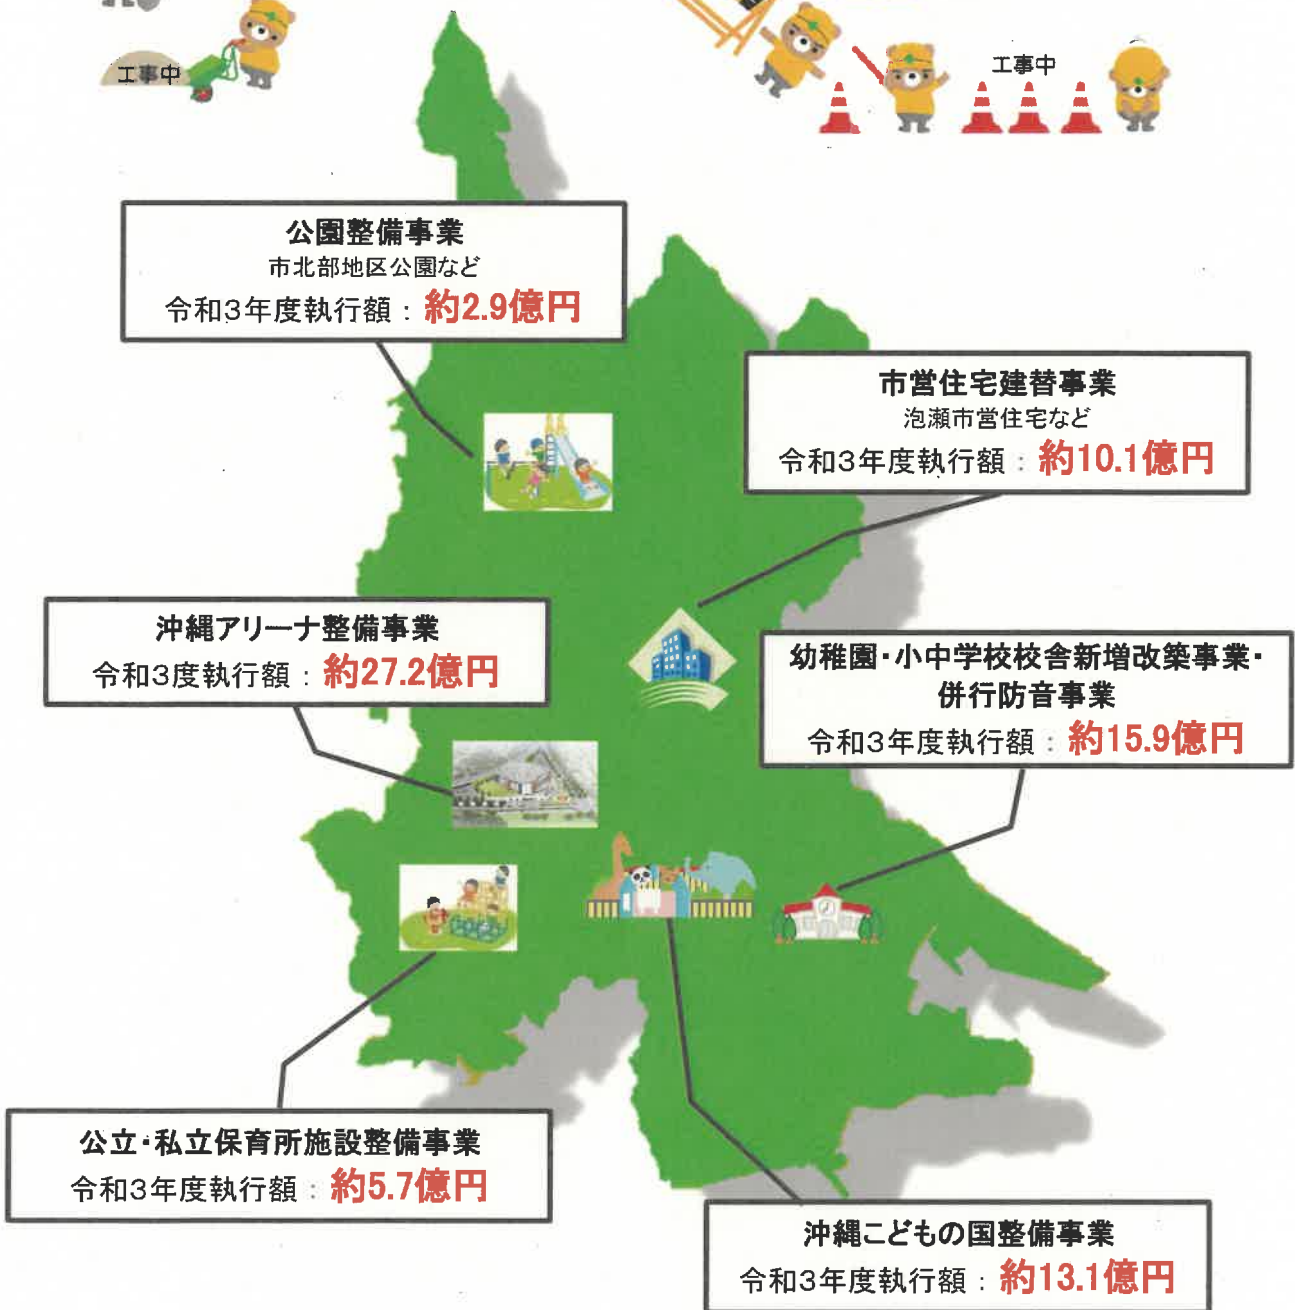 工事中
工事中
公園整備事業
市北部地区公園など
令和3年度執行額：約2.9億円
市営住宅建替事業
泡瀬市営住宅など
令和3年度執行額：約10.1億円
沖縄アリーナ整備事業
令和3度執行額：約27.2億円
幼稚園・小中学校校舎新増改築事業・
併行防音事業
令和3年度執行額：約15.9億円
公立・私立保育所施設整備事業
令和3年度執行額：約5.7億円
沖縄こどもの国整備事業
令和3年度執行額：約13.1億円